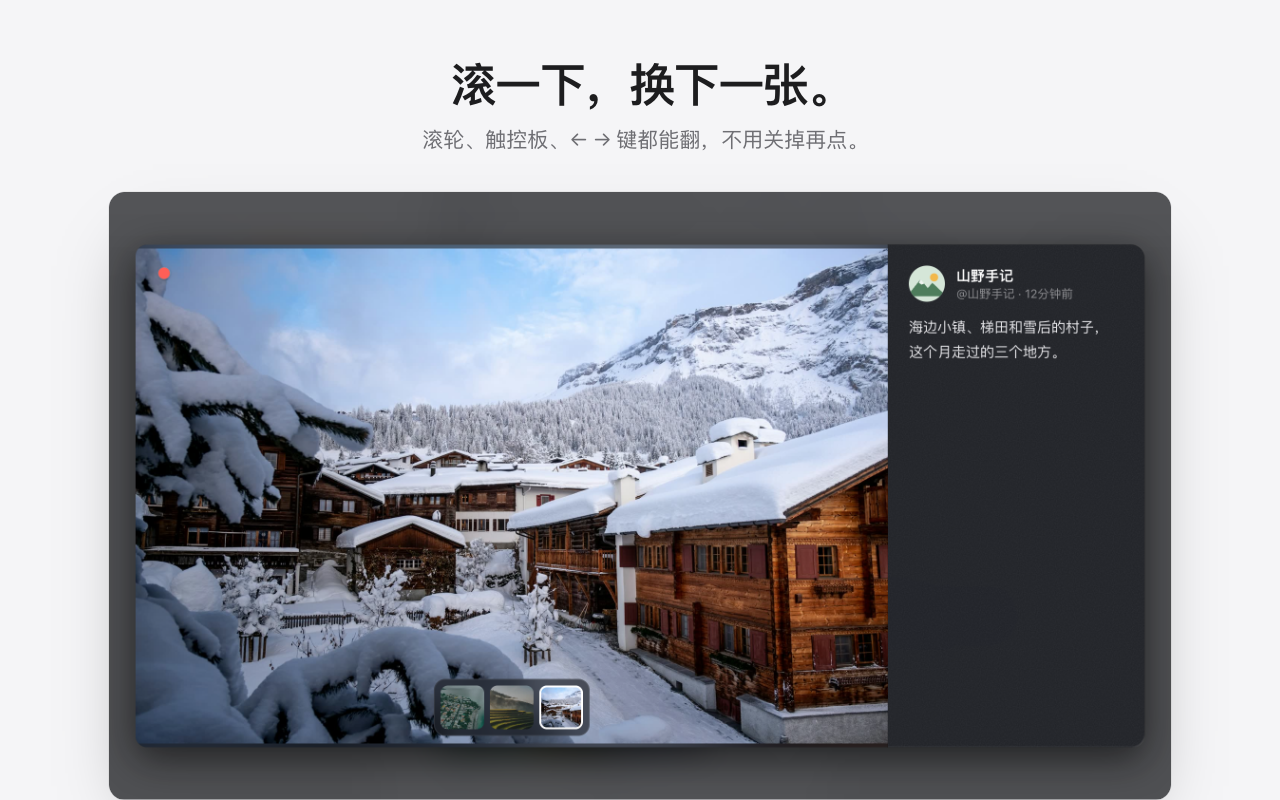 滚一下，换下一张。
滚轮、触控板、← → 键都能翻，不用关掉再点。
山野手记
@山野手记 · 12分钟前
海边小镇、梯田和雪后的村子，
这个月走过的三个地方。